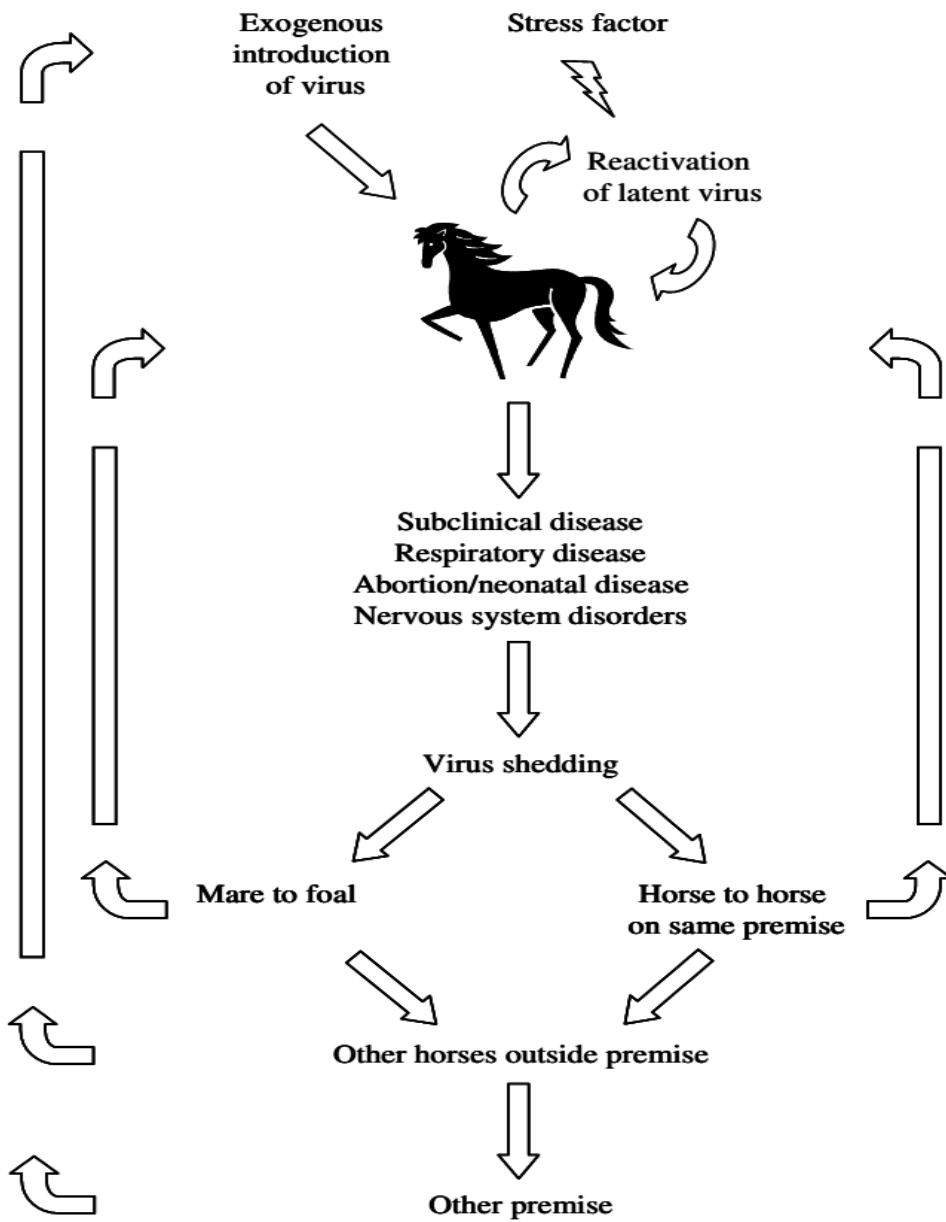 Exogenous
introduction
of virus
Stress factor
Reactivation
of latent virus
Subclinical disease
Respiratory disease
Abortion/neonatal disease
Nervous system disorders
Virus shedding
Mare to foal
Horse to horse
on same premise
Other horses outside premise
Other premise